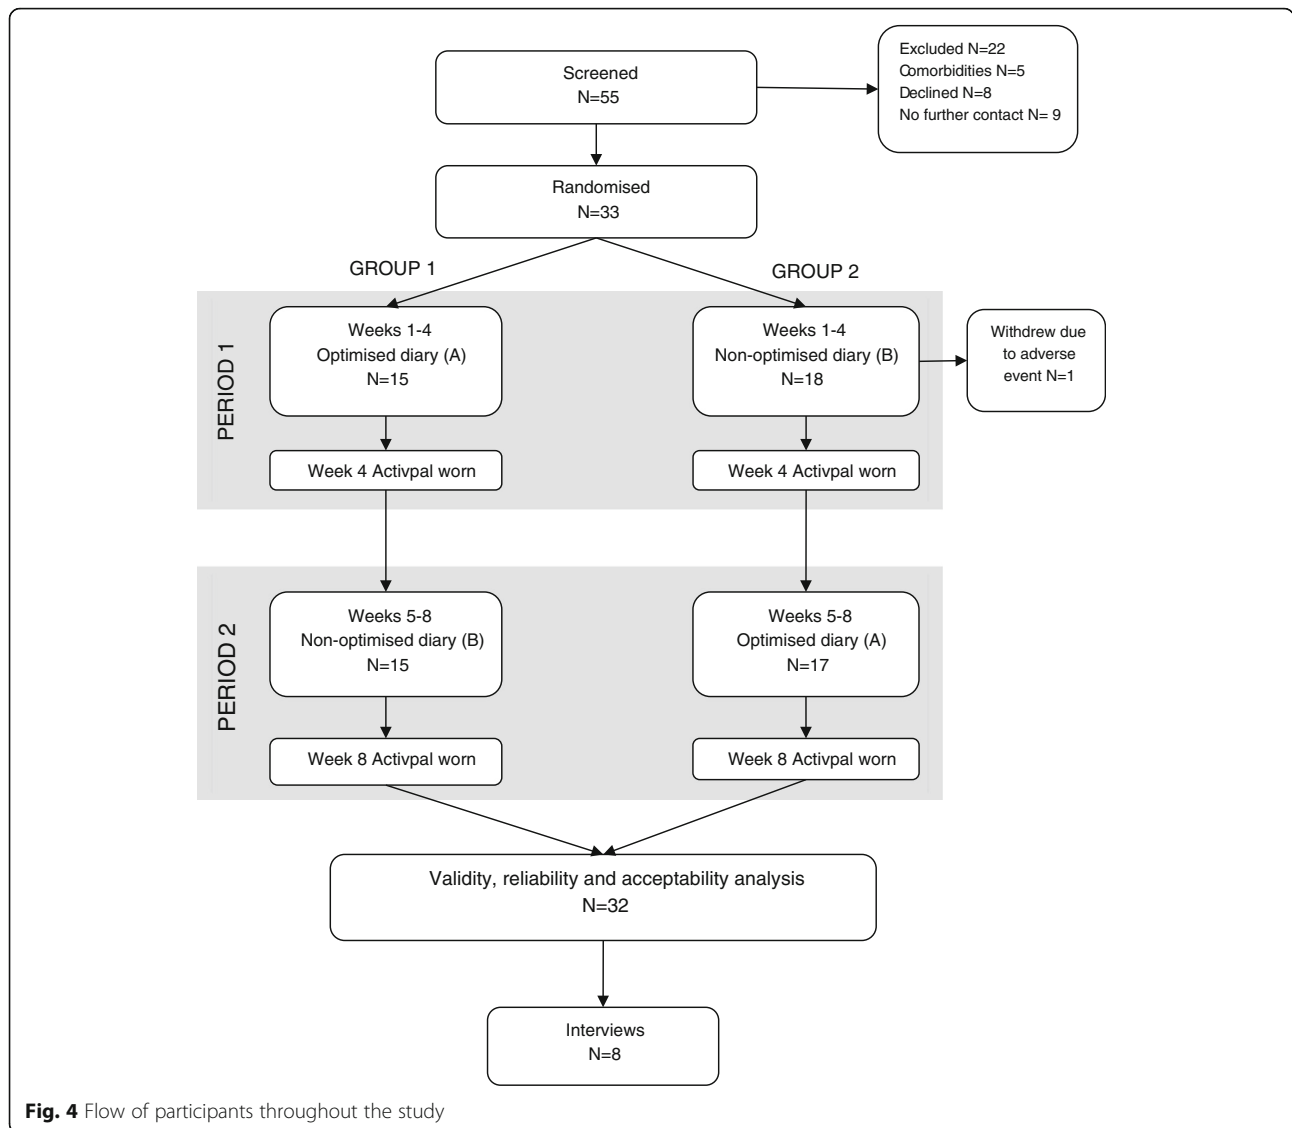 Screened
N=55
Excluded N=22
Comorbidities N=5
Declined N=8
No further contact N= 9
Randomised
N=33
GROUP 1
GROUP 2
PERIOD 1
Weeks 1-4
Optimised diary (A)
N=15
Weeks 1-4
Non-optimised diary (B)
N=18
Withdrew due
to adverse
event N=1
Week 4 Activpal worn
Week 4 Activpal worn
PERIOD 2
Weeks 5-8
Non-optimised diary (B)
N=15
Weeks 5-8
Optimised diary (A)
N=17
Week 8 Activpal worn
Week 8 Activpal worn
Validity, reliability and acceptability analysis
N=32
Interviews
N=8
Fig. 4 Flow of participants throughout the study